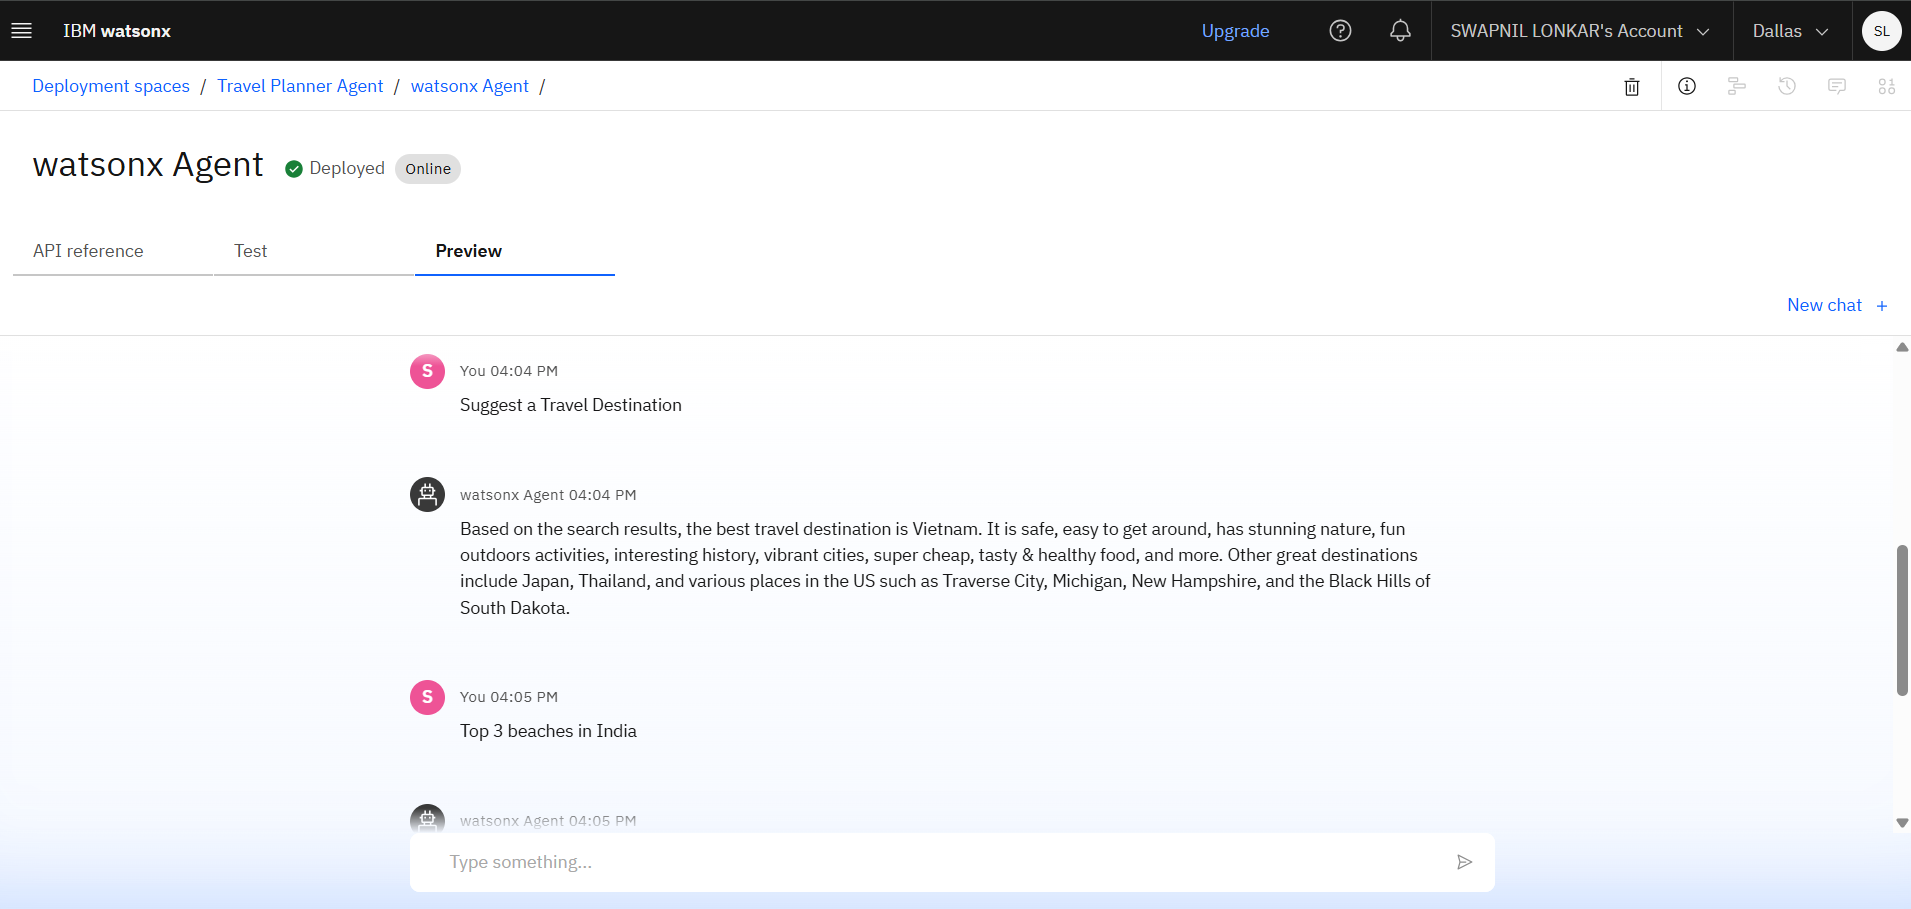 IBM watsonx
Upgrade
SWAPNIL LONKAR's Account
Dallas
SL
Deployment spaces / Travel Planner Agent / watsonx Agent /
watsonx Agent
Deployed
Online
API reference
Test
Preview
New chat +
S
You 04:04 PM
Suggest a Travel Destination
watsonx Agent 04:04 PM
Based on the search results, the best travel destination is Vietnam. It is safe, easy to get around, has stunning nature, fun
outdoors activities, interesting history, vibrant cities, super cheap, tasty & healthy food, and more. Other great destinations
include Japan, Thailand, and various places in the US such as Traverse City, Michigan, New Hampshire, and the Black Hills of
South Dakota.
S
You 04:05 PM
Top 3 beaches in India
watsonx Agent 04:05 PM
Type something...